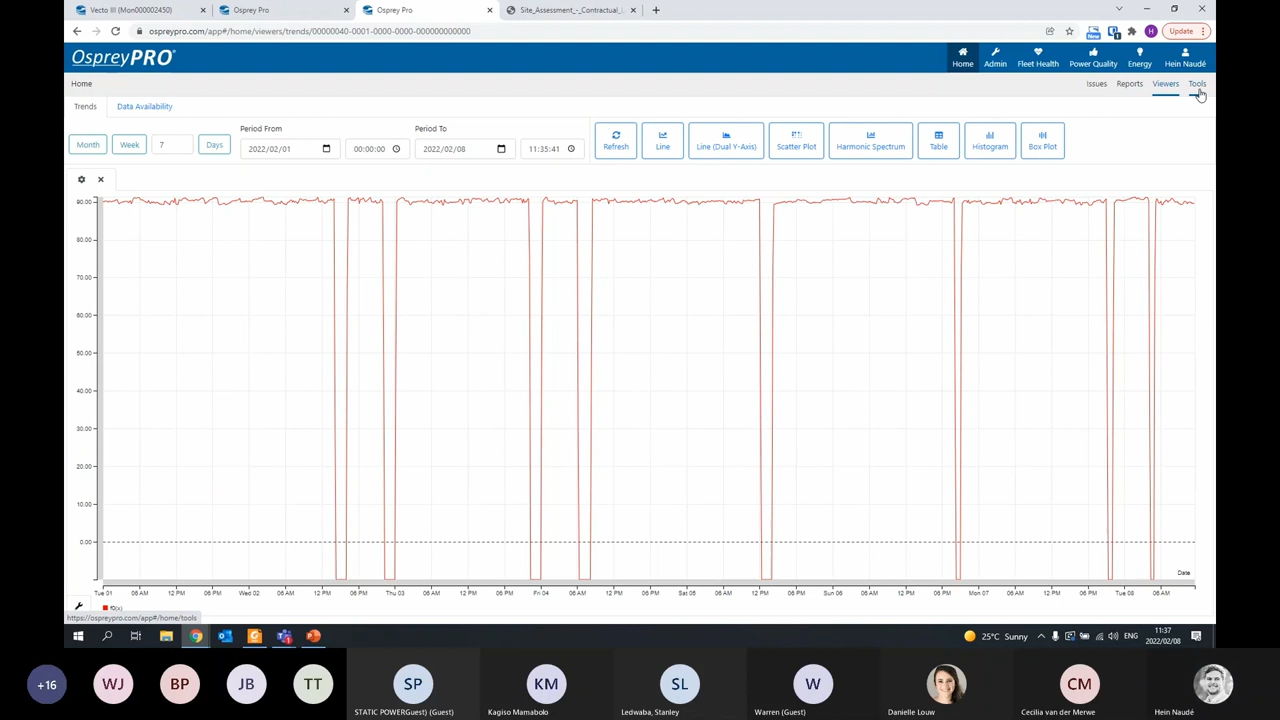 Vecto III (Mon000002450)
Osprey Pro
Osprey Pro
Site_Assessment_-_Contractual_
ospreypro.com/app#/home/viewers/trends/00000040-0001-0000-0000-000000000000
New
1
H
Update
OspreyPRO
Home
Admin
Fleet Health
Power Quality
Energy
Hein Naudé
Home
Issues
Reports
Viewers
Tools
Trends
Data Availability
Period From
Period To
Month
Week
7
Days
2022/02/01
00:00:00
2022/02/08
11:35:41
Refresh
Line
Line (Dual Y-Axis)
Scatter Plot
Harmonic Spectrum
Table
Histogram
Box Plot
90.00
80.00
70.00
60.00
50.00
40.00
30.00
20.00
10.00
0.00
Date
Tue 01 06 AM 12 PM 06 PM Wed 02 06 AM 12 PM 06 PM Thu 03 06 AM 12 PM 06 PM Fri 04 06 AM 12 PM 06 PM Sat 05 06 AM 12 PM 06 PM Sun 06 06 AM 12 PM 06 PM Mon 07 06 AM 12 PM 06 PM Tue 08 06 AM
f0(x)
https://ospreypro.com/app#/home/tools
25°C Sunny
ENG
11:37
2022/02/08
+16
WJ
BP
JB
TT
SP
KM
SL
W
CM
STATIC POWERGuest) (Guest)
Kagiso Mamabolo
Ledwaba, Stanley
Warren (Guest)
Danielle Louw
Cecilia van der Merwe
Hein Naudé